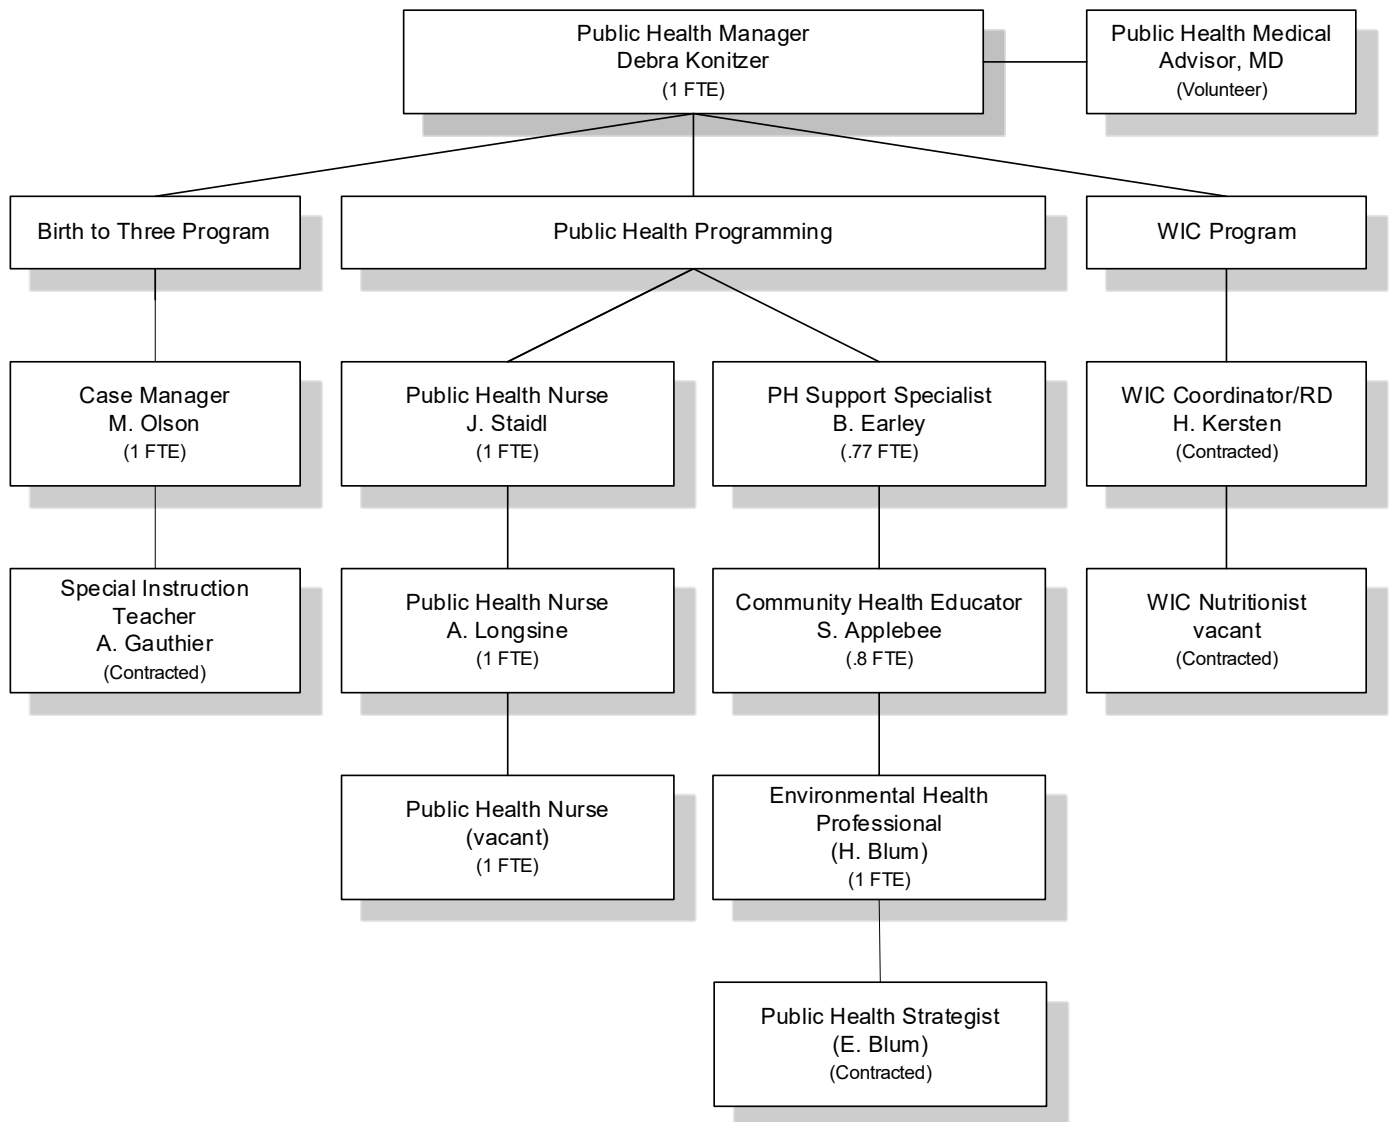 Public Health Manager
Debra Konitzer
(1 FTE)
Public Health Medical
Advisor, MD
(Volunteer)
Birth to Three Program
Public Health Programming
WIC Program
Case Manager
M. Olson
(1 FTE)
Public Health Nurse
J. Staidl
(1 FTE)
PH Support Specialist
B. Earley
(.77 FTE)
WIC Coordinator/RD
H. Kersten
(Contracted)
Special Instruction
Teacher
A. Gauthier
(Contracted)
Public Health Nurse
A. Longsine
(1 FTE)
Community Health Educator
S. Applebee
(.8 FTE)
WIC Nutritionist
vacant
(Contracted)
Public Health Nurse
(vacant)
(1 FTE)
Environmental Health
Professional
(H. Blum)
(1 FTE)
Public Health Strategist
(E. Blum)
(Contracted)